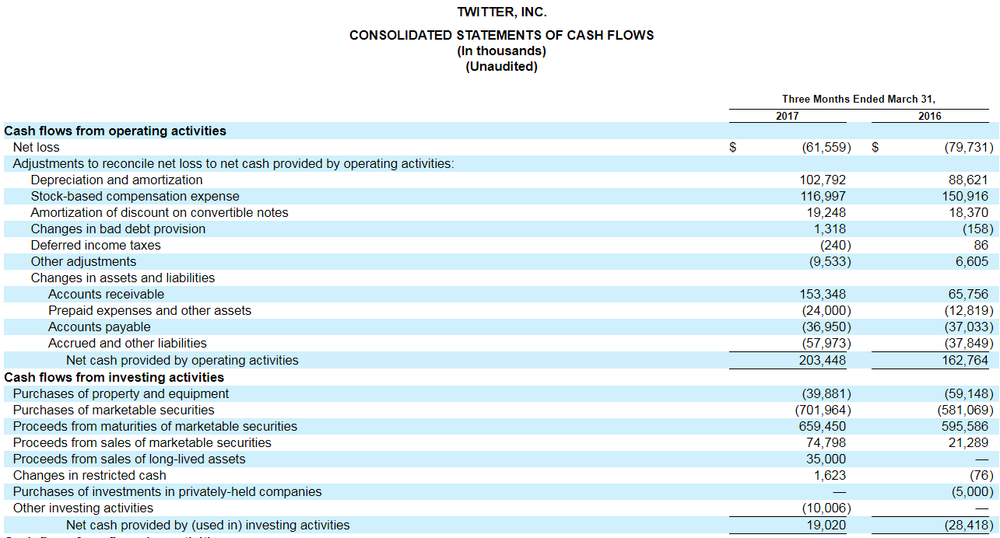 TWITTER, INC.
CONSOLIDATED STATEMENTS OF CASH FLOWS
(In thousands)
(Unaudited)
Three Months Ended March 31,
2017 2016
Cash flows from operating activities
Net loss $ (61,559) $ (79,731)
Adjustments to reconcile net loss to net cash provided by operating activities:
Depreciation and amortization 102,792 88,621
Stock-based compensation expense 116,997 150,916
Amortization of discount on convertible notes 19,248 18,370
Changes in bad debt provision 1,318 (158)
Deferred income taxes (240) 86
Other adjustments (9,533) 6,605
Changes in assets and liabilities
Accounts receivable 153,348 65,756
Prepaid expenses and other assets (24,000) (12,819)
Accounts payable (36,950) (37,033)
Accrued and other liabilities (57,973) (37,849)
Net cash provided by operating activities 203,448 162,764
Cash flows from investing activities
Purchases of property and equipment (39,881) (59,148)
Purchases of marketable securities (701,964) (581,069)
Proceeds from maturities of marketable securities 659,450 595,586
Proceeds from sales of marketable securities 74,798 21,289
Proceeds from sales of long-lived assets 35,000 —
Changes in restricted cash 1,623 (76)
Purchases of investments in privately-held companies — (5,000)
Other investing activities (10,006) —
Net cash provided by (used in) investing activities 19,020 (28,418)